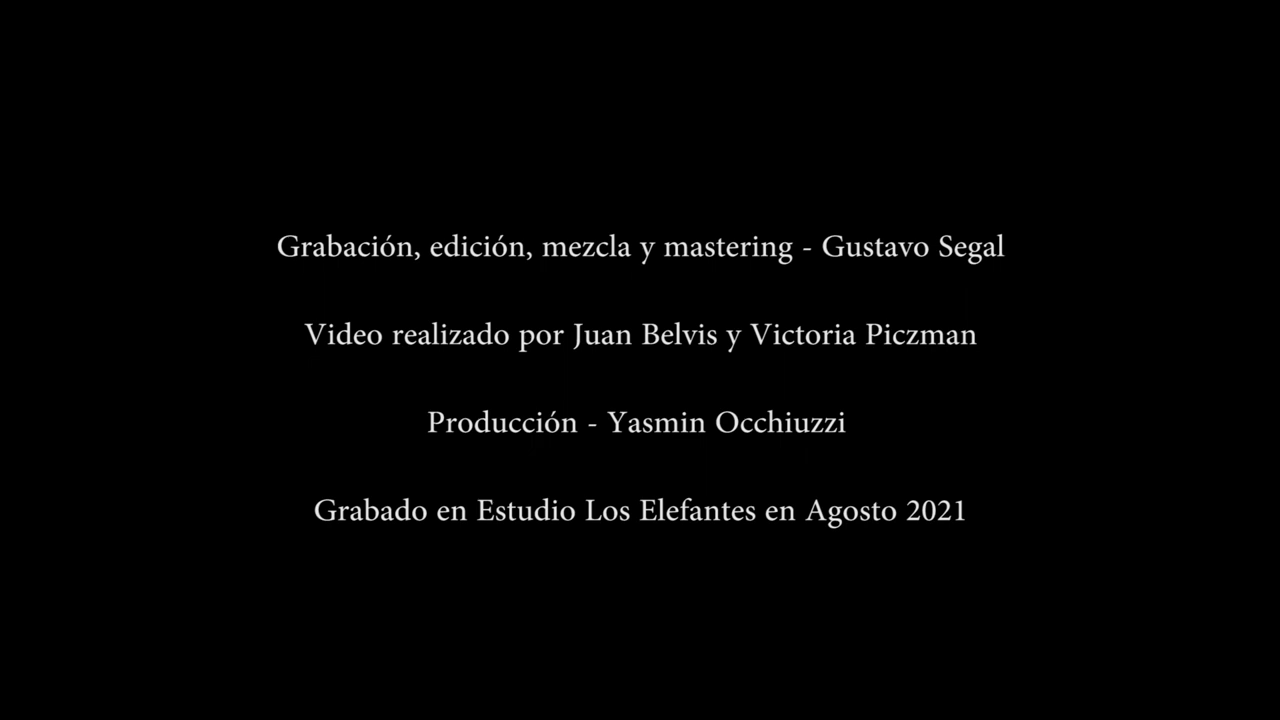 Grabación, edición, mezcla y mastering - Gustavo Segal
Video realizado por Juan Belvis y Victoria Piczman
Producción - Yasmin Occhiuzzi
Grabado en Estudio Los Elefantes en Agosto 2021